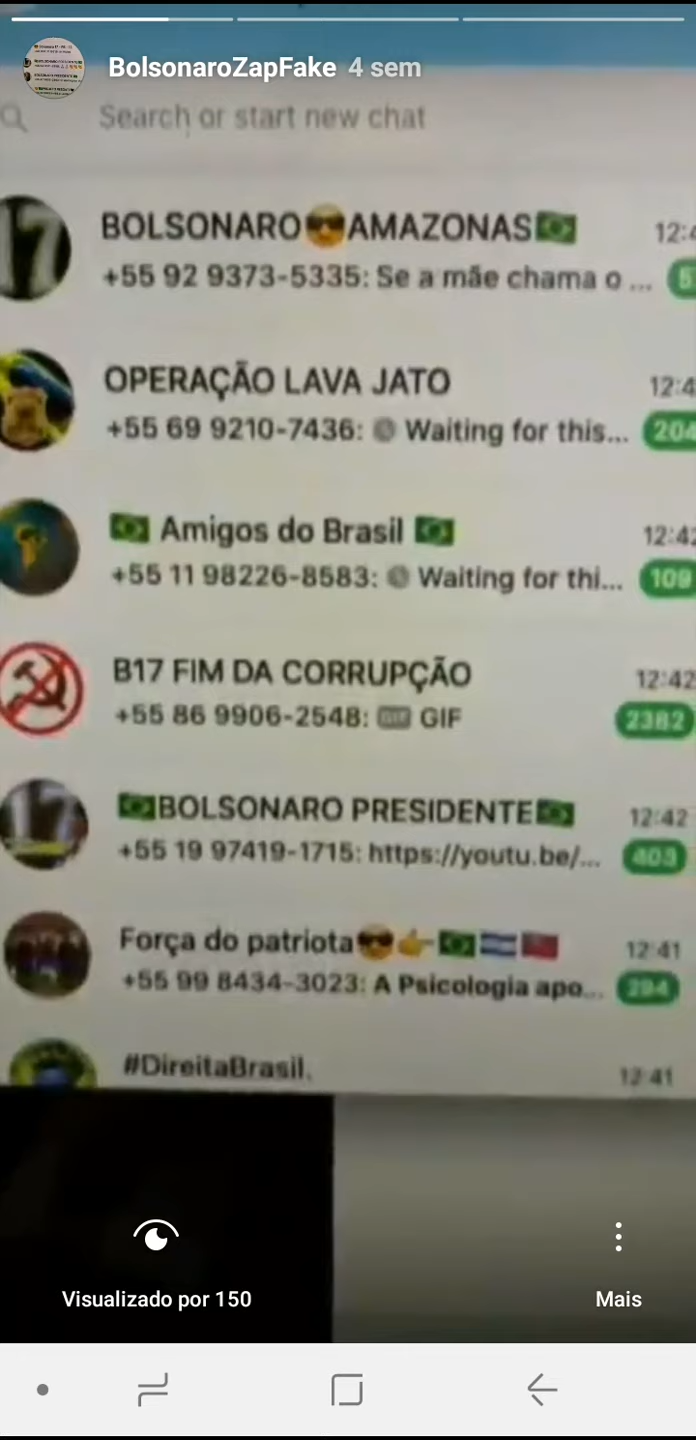 BolsonaroZapFake 4 sem
Search or start new chat
BOLSONARO😎AMAZONAS🇧🇷
+55 92 9373-5335: Se a mãe chama o ...
OPERAÇÃO LAVA JATO
+55 69 9210-7436: Waiting for this... 204
🇧🇷 Amigos do Brasil 🇧🇷 12:42
+55 11 98226-8583: Waiting for thi... 109
B17 FIM DA CORRUPÇÃO 12:42
+55 86 9906-2548: GIF 2382
🇧🇷BOLSONARO PRESIDENTE🇧🇷 12:42
+55 19 97419-1715: https://youtu.be/... 403
Força do patriota😎👉🇧🇷 12:41
+55 99 8434-3023: A Psicologia apo... 294
#DireitaBrasil. 12:41
Visualizado por 150
Mais